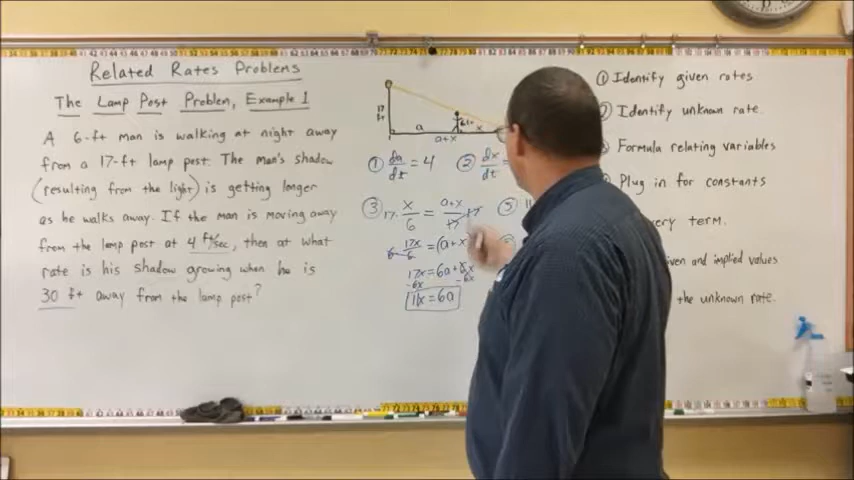 Related Rates Problems
The Lamp Post Problem, Example 1
A 6-ft man is walking at night away
from a 17-ft lamp post. The man's shadow
(resulting from the light) is getting longer
as he walks away. If the man is moving away
from the lamp post at 4 ft/sec, then at what
rate is his shadow growing when he is
30 ft away from the lamp post?
17 ft
6 ft
a
x
a+x
① da/dt = 4
② dx/dt
③ 17· x/6 = a+x/17 ·17
6· 17x/6 = (a+x
17x = 6a+6x
-6x -6x
11x = 6a
⑤ 11
① Identify given rates
Identify unknown rate.
Formula relating variables
Plug in for constants
very term.
iven and implied values
the unknown rate.